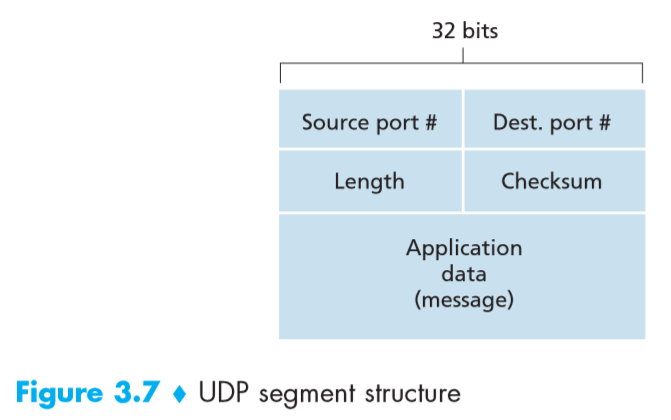 32 bits
Source port # Dest. port #
Length Checksum
Application
data
(message)
Figure 3.7 ♦ UDP segment structure